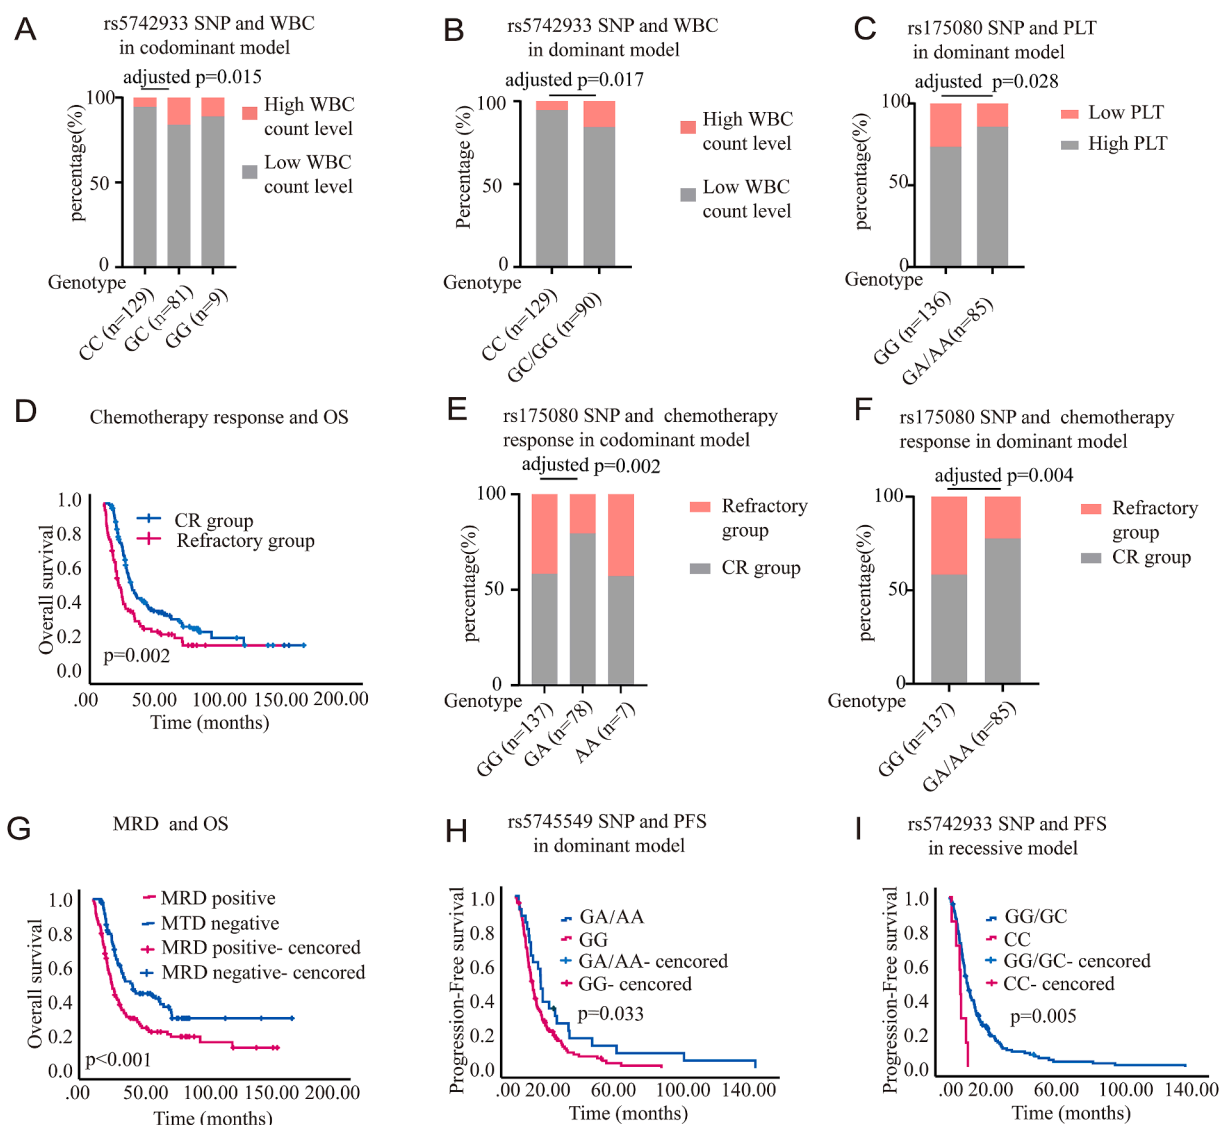 A
rs5742933 SNP and WBC
in codominant model
adjusted p=0.015
percentage(%)
100
50
0
High WBC
count level
Low WBC
count level
Genotype
CC (n=129)
GC (n=81)
GG (n=9)
B
rs5742933 SNP and WBC
in dominant model
adjusted p=0.017
Percentage (%)
100
50
0
High WBC
count level
Low WBC
count level
Genotype
CC (n=129)
GC/GG (n=90)
C
rs175080 SNP and PLT
in dominant model
adjusted p=0.028
percentage(%)
100
50
0
Low PLT
High PLT
Genotype
GG (n=136)
GA/AA(n=85)
D
Chemotherapy response and OS
Overall survival
1.0
0.8
0.6
0.4
0.2
0.0
CR group
Refractory group
p=0.002
.00 50.00 100.00 150.00 200.00
Time (months)
E
rs175080 SNP and chemotherapy
response in codominant model
adjusted p=0.002
percentage(%)
100
50
0
Refractory
group
CR group
Genotype
GG (n=137)
GA (n=78)
AA (n=7)
F
rs175080 SNP and chemotherapy
response in dominant model
adjusted p=0.004
percentage(%)
100
50
0
Refractory
group
CR group
Genotype
GG (n=137)
GA/AA (n=85)
G
MRD and OS
Overall survival
1.0
0.8
0.6
0.4
0.2
0.0
MRD positive
MTD negative
MRD positive- cencored
MRD negative- cencored
p<0.001
.00 50.00 100.00 150.00 200.00
Time (months)
H
rs5745549 SNP and PFS
in dominant model
Progression-Free survival
1.0
0.8
0.6
0.4
0.2
0.0
GA/AA
GG
GA/AA- cencored
GG- cencored
p=0.033
.00 20.00 60.00 100.00 140.00
Time (months)
I
rs5742933 SNP and PFS
in recessive model
Progression-Free survival
1.0
0.8
0.6
0.4
0.2
0.0
GG/GC
CC
GG/GC- cencored
CC- cencored
p=0.005
.00 20.00 60.00 100.00 140.00
Time (months)